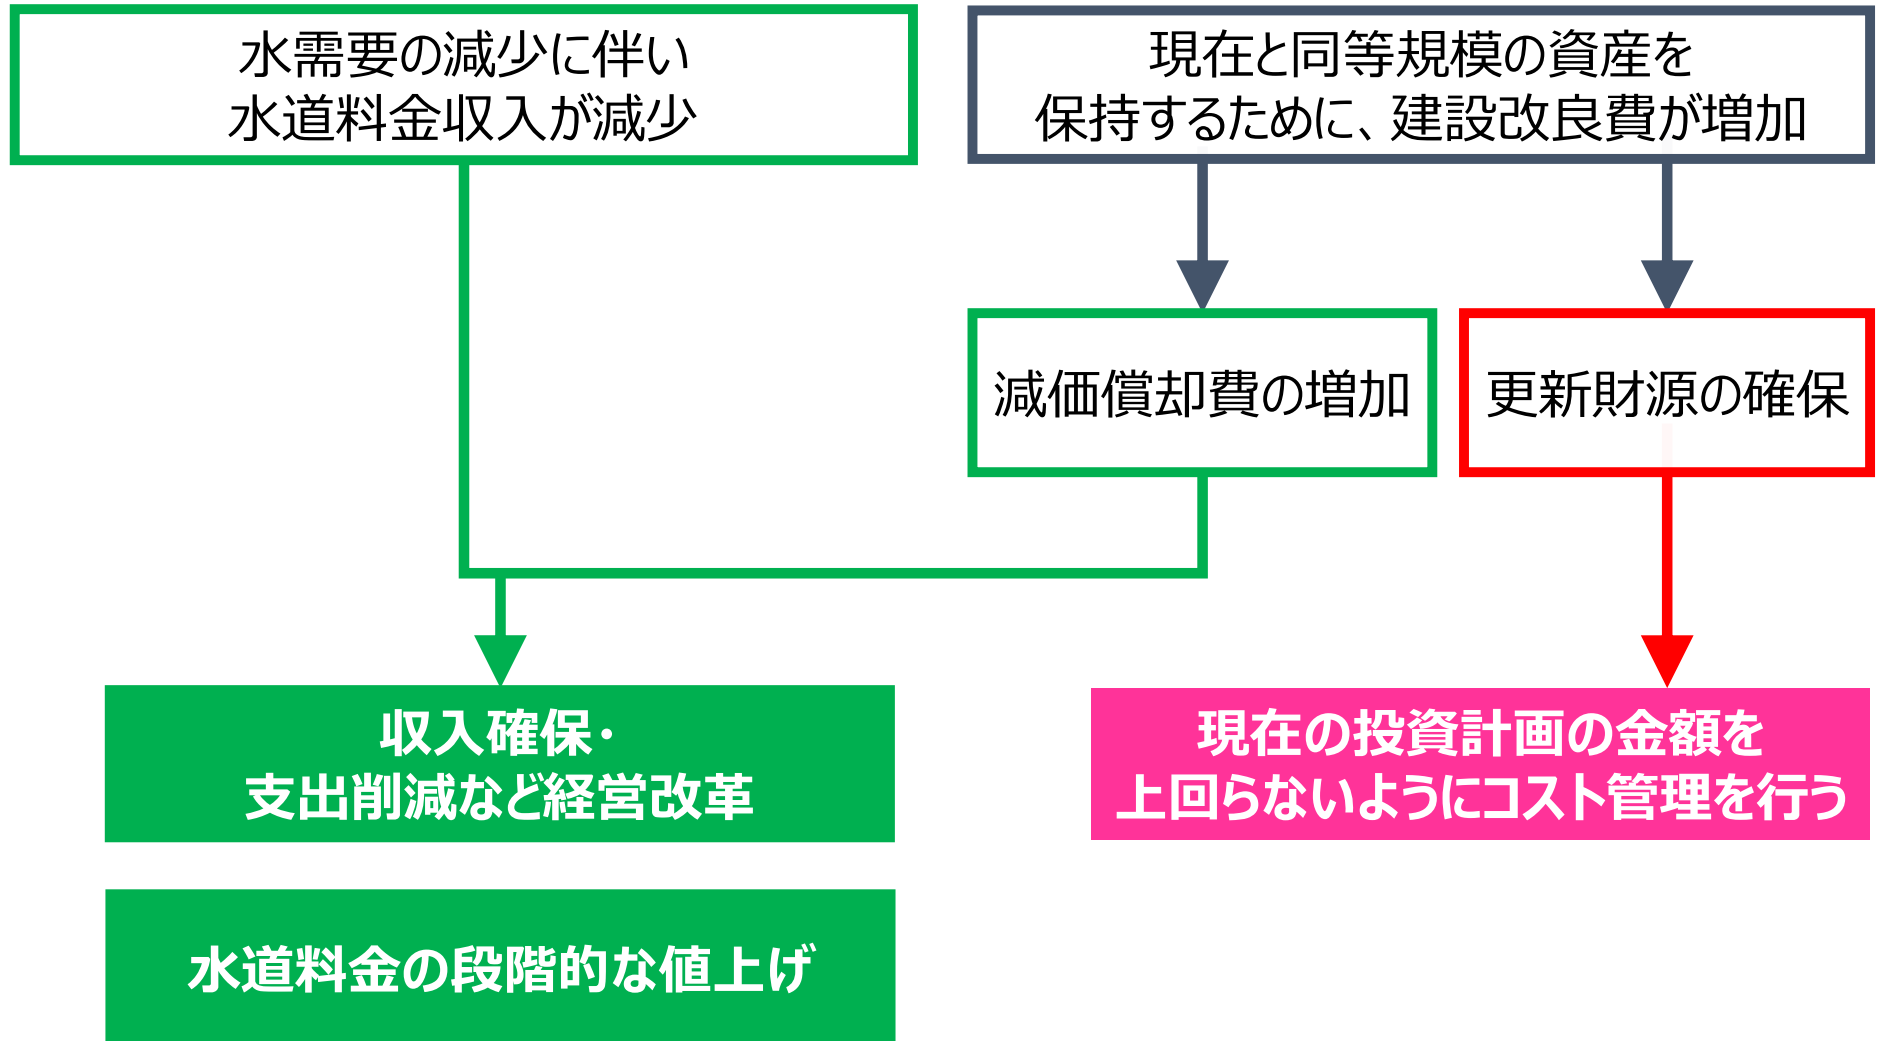 水需要の減少に伴い
水道料金収入が減少
現在と同等規模の資産を
保持するために、建設改良費が増加
減価償却費の増加
更新財源の確保
収入確保・
支出削減など経営改革
現在の投資計画の金額を
上回らないようにコスト管理を行う
水道料金の段階的な値上げ